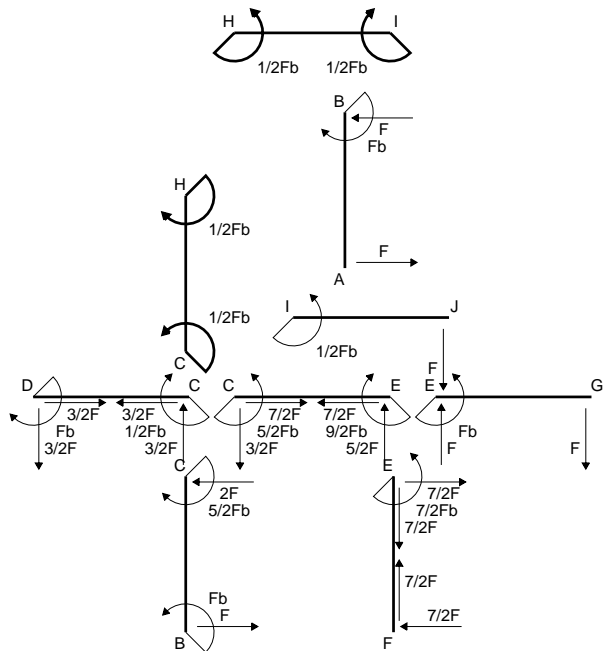 H I
1/2Fb 1/2Fb
B
F
Fb
H
1/2Fb
F
A
I J
1/2Fb
1/2Fb
C
F
D C C E E G
3/2F 3/2F 7/2F 7/2F
Fb 1/2Fb 5/2Fb 9/2Fb Fb
3/2F 3/2F 3/2F 5/2F F F
C E
2F 7/2F
5/2Fb 7/2Fb
7/2F
7/2F
Fb
F 7/2F
B F